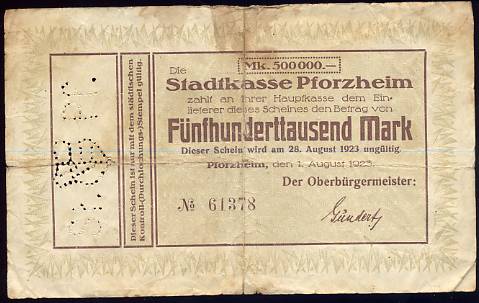 Mk. 500000,—
Die
Stadtkasse Pforzheim
zahlt an ihrer Hauptkasse dem Ein-
lieferer dieses Scheines den Betrag von
Fünfhunderttausend Mark
Dieser Schein wird am 28. August 1923 ungültig.
Pforzheim, den 1. August 1923.
Der Oberbürgermeister:
№ 61378
Gündert
Dieser Schein ist nur mit dem städtischen
Kontroll-(Durchlochungs-)Stempel gültig.